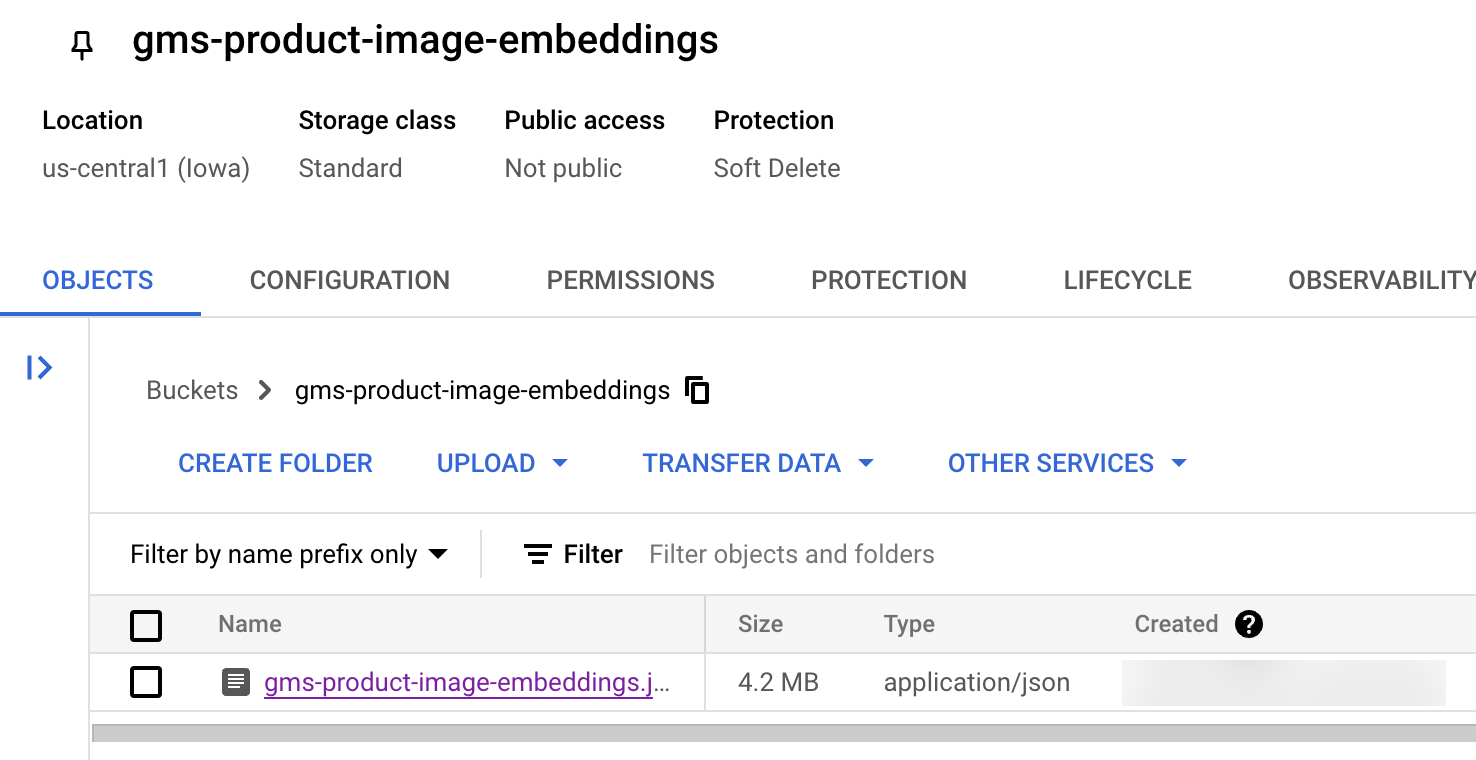 gms-product-image-embeddings
Location Storage class Public access Protection
us-central1 (Iowa) Standard Not public Soft Delete
OBJECTS CONFIGURATION PERMISSIONS PROTECTION LIFECYCLE OBSERVABILITY
Buckets gms-product-image-embeddings
CREATE FOLDER UPLOAD TRANSFER DATA OTHER SERVICES
Filter by name prefix only Filter Filter objects and folders
Name Size Type Created ?
gms-product-image-embeddings.j... 4.2 MB application/json